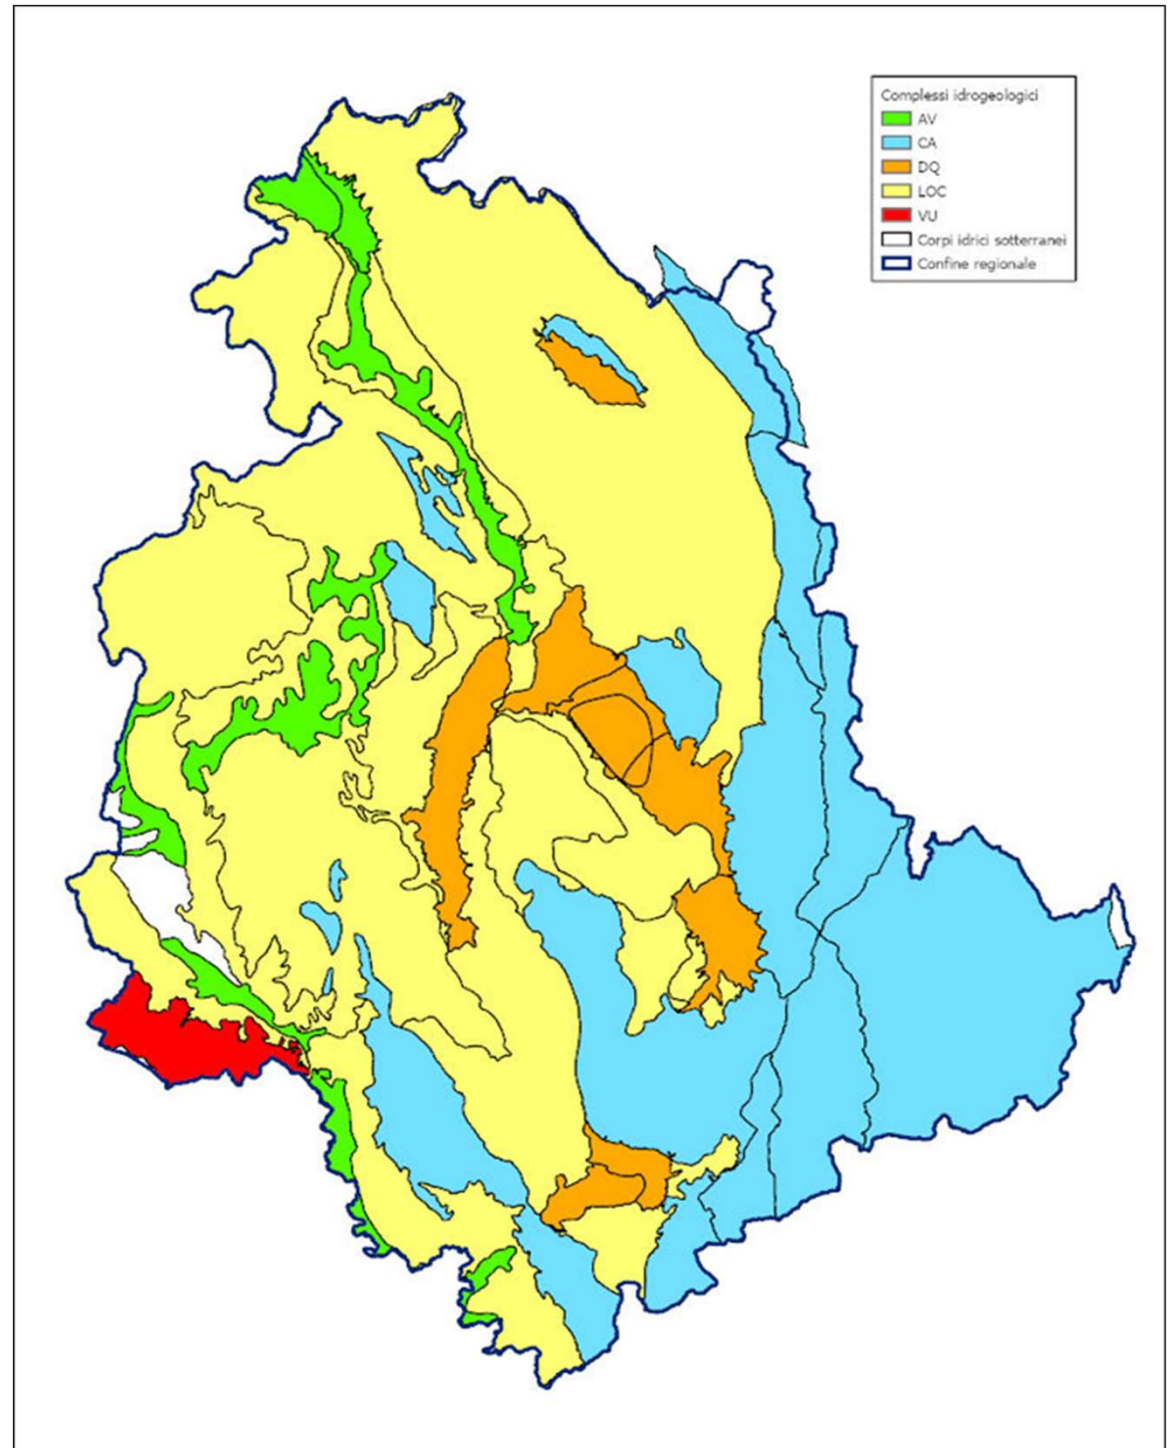 Complessi idrogeologici
AV
CA
DQ
LOC
VU
Corpi idrici sotterranei
Confine regionale